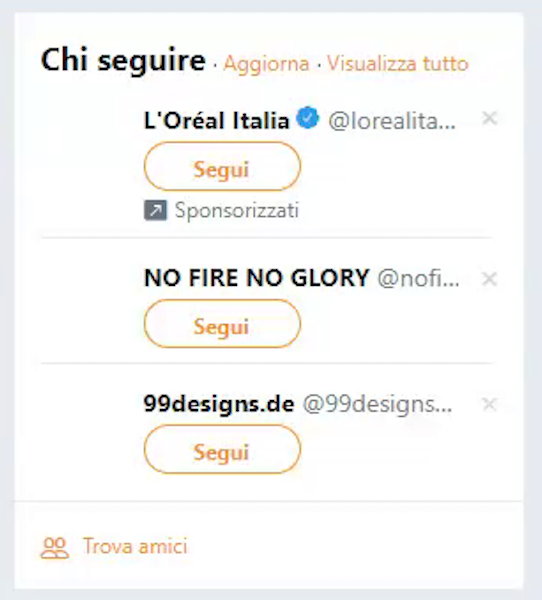 Chi seguire · Aggiorna · Visualizza tutto
L'Oréal Italia @lorealita...
Segui
Sponsorizzati
NO FIRE NO GLORY @nofi...
Segui
99designs.de @99designs...
Segui
Trova amici